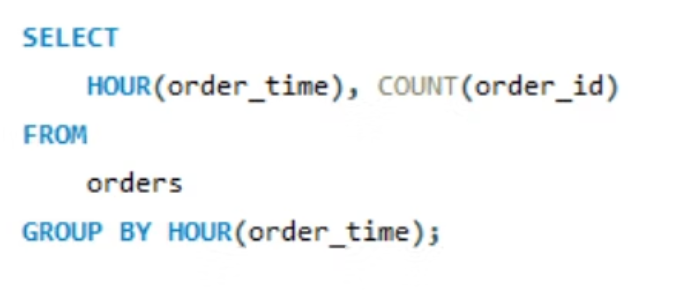 SELECT
HOUR(order_time), COUNT(order_id)
FROM
orders
GROUP BY HOUR(order_time);